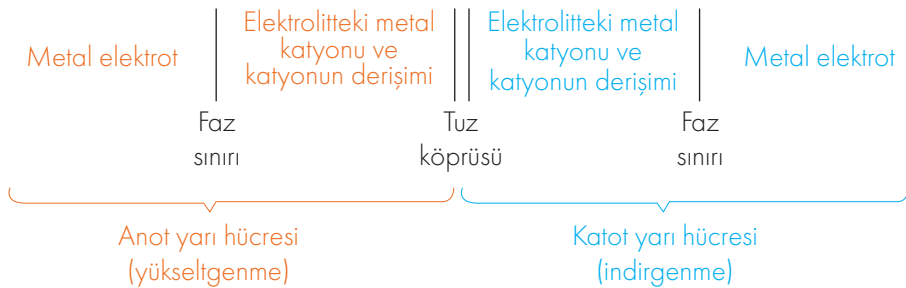 Metal elektrot
Elektrolitteki metal
katyonu ve
katyonun derişimi
Elektrolitteki metal
katyonu ve
katyonun derişimi
Metal elektrot
Faz
sınırı
Tuz
köprüsü
Faz
sınırı
Anot yarı hücresi
(yükseltgenme)
Katot yarı hücresi
(indirgenme)